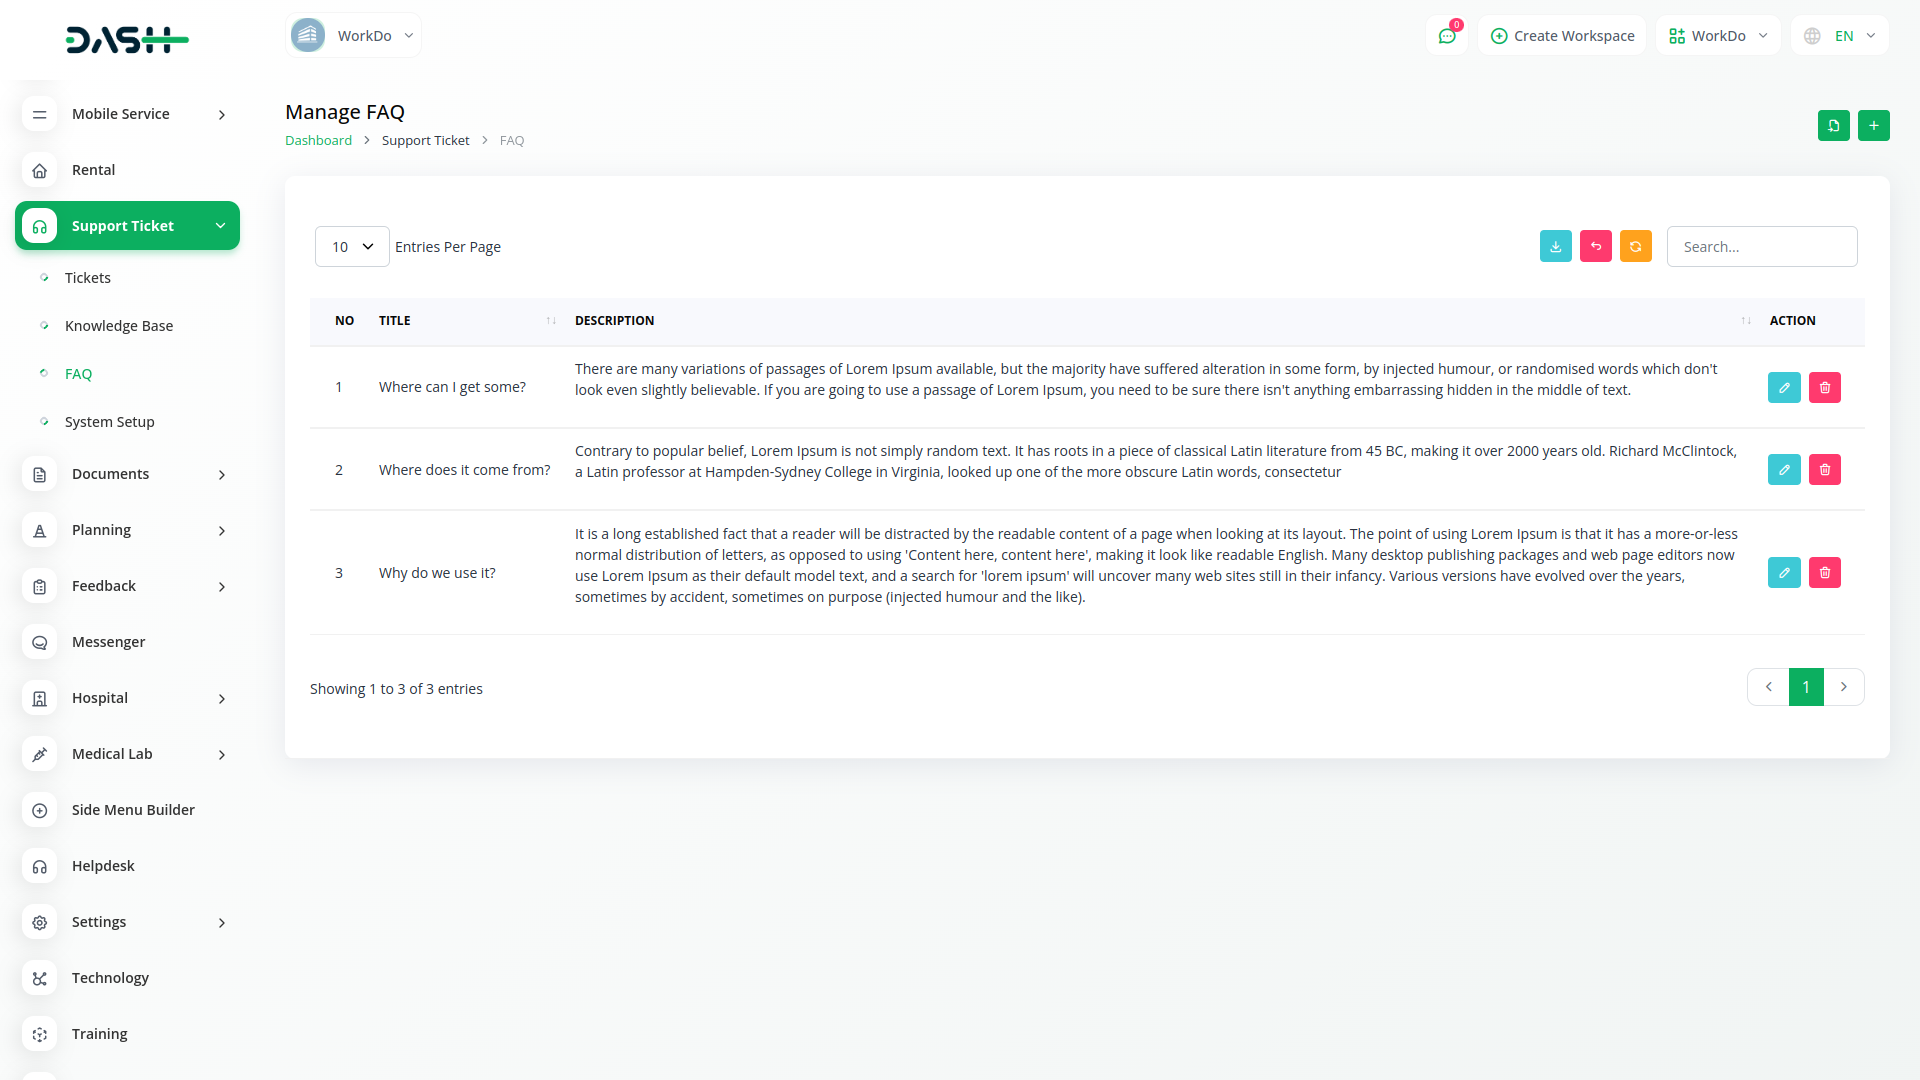 DASH
WorkDo
0
Create Workspace
WorkDo
EN
Mobile Service
Rental
Support Ticket
Tickets
Knowledge Base
FAQ
System Setup
Documents
Planning
Feedback
Messenger
Hospital
Medical Lab
Side Menu Builder
Helpdesk
Settings
Technology
Training
Manage FAQ
Dashboard > Support Ticket > FAQ
10 Entries Per Page
Search...
NO TITLE DESCRIPTION ACTION
1 Where can I get some?
There are many variations of passages of Lorem Ipsum available, but the majority have suffered alteration in some form, by injected humour, or randomised words which don't
look even slightly believable. If you are going to use a passage of Lorem Ipsum, you need to be sure there isn't anything embarrassing hidden in the middle of text.
2 Where does it come from?
Contrary to popular belief, Lorem Ipsum is not simply random text. It has roots in a piece of classical Latin literature from 45 BC, making it over 2000 years old. Richard McClintock,
a Latin professor at Hampden-Sydney College in Virginia, looked up one of the more obscure Latin words, consectetur
3 Why do we use it?
It is a long established fact that a reader will be distracted by the readable content of a page when looking at its layout. The point of using Lorem Ipsum is that it has a more-or-less
normal distribution of letters, as opposed to using 'Content here, content here', making it look like readable English. Many desktop publishing packages and web page editors now
use Lorem Ipsum as their default model text, and a search for 'lorem ipsum' will uncover many web sites still in their infancy. Various versions have evolved over the years,
sometimes by accident, sometimes on purpose (injected humour and the like).
Showing 1 to 3 of 3 entries
1